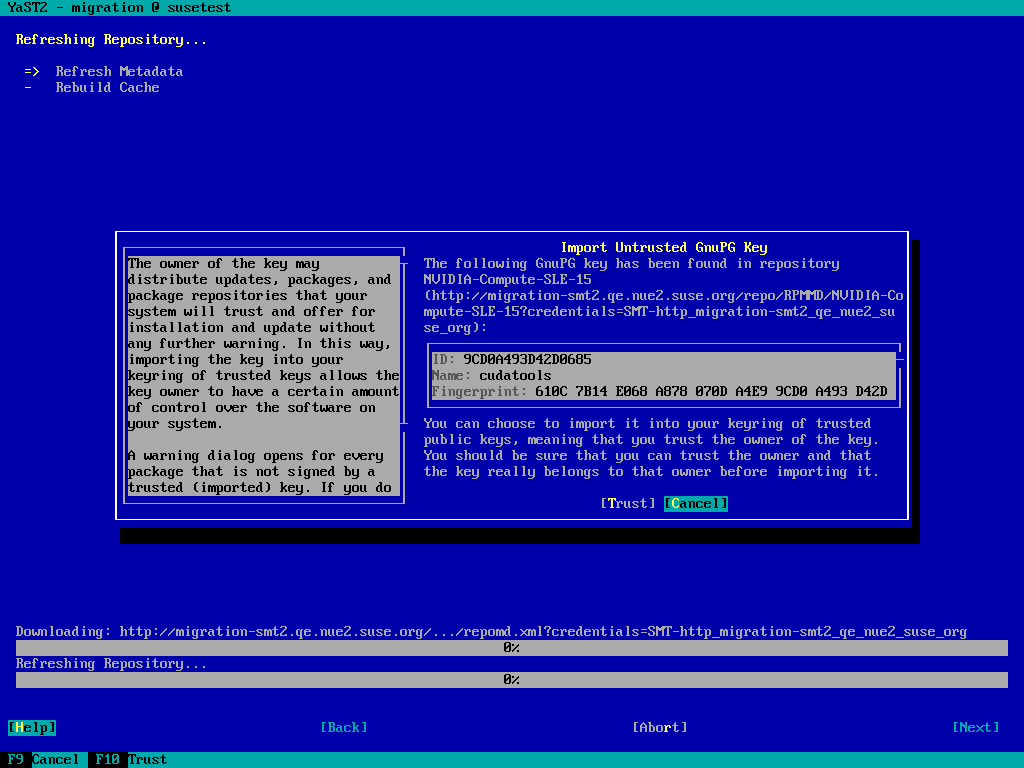 YaST2 - migration @ susetest
Refreshing Repository...
=> Refresh Metadata
- Rebuild Cache
The owner of the key may
distribute updates, packages, and
package repositories that your
system will trust and offer for
installation and update without
any further warning. In this way,
importing the key into your
keyring of trusted keys allows the
key owner to have a certain amount
of control over the software on
your system.
A warning dialog opens for every
package that is not signed by a
trusted (imported) key. If you do
Import Untrusted GnuPG Key
The following GnuPG key has been found in repository
NVIDIA-Compute-SLE-15
(http://migration-smt2.qe.nue2.suse.org/repo/RPMMD/NVIDIA-Co
mpute-SLE-15?credentials=SMT-http_migration-smt2_qe_nue2_su
se_org):
ID: 9CD0A493D42D0685
Name: cudatools
Fingerprint: 610C 7B14 E068 A878 070D A4E9 9CD0 A493 D42D
You can choose to import it into your keyring of trusted
public keys, meaning that you trust the owner of the key.
You should be sure that you can trust the owner and that
the key really belongs to that owner before importing it.
[Trust] [Cancel]
Downloading: http://migration-smt2.qe.nue2.suse.org/.../repomd.xml?credentials=SMT-http_migration-smt2_qe_nue2_suse_org
0%
Refreshing Repository...
0%
[Help] [Back] [Abort] [Next]
F9 Cancel F10 Trust